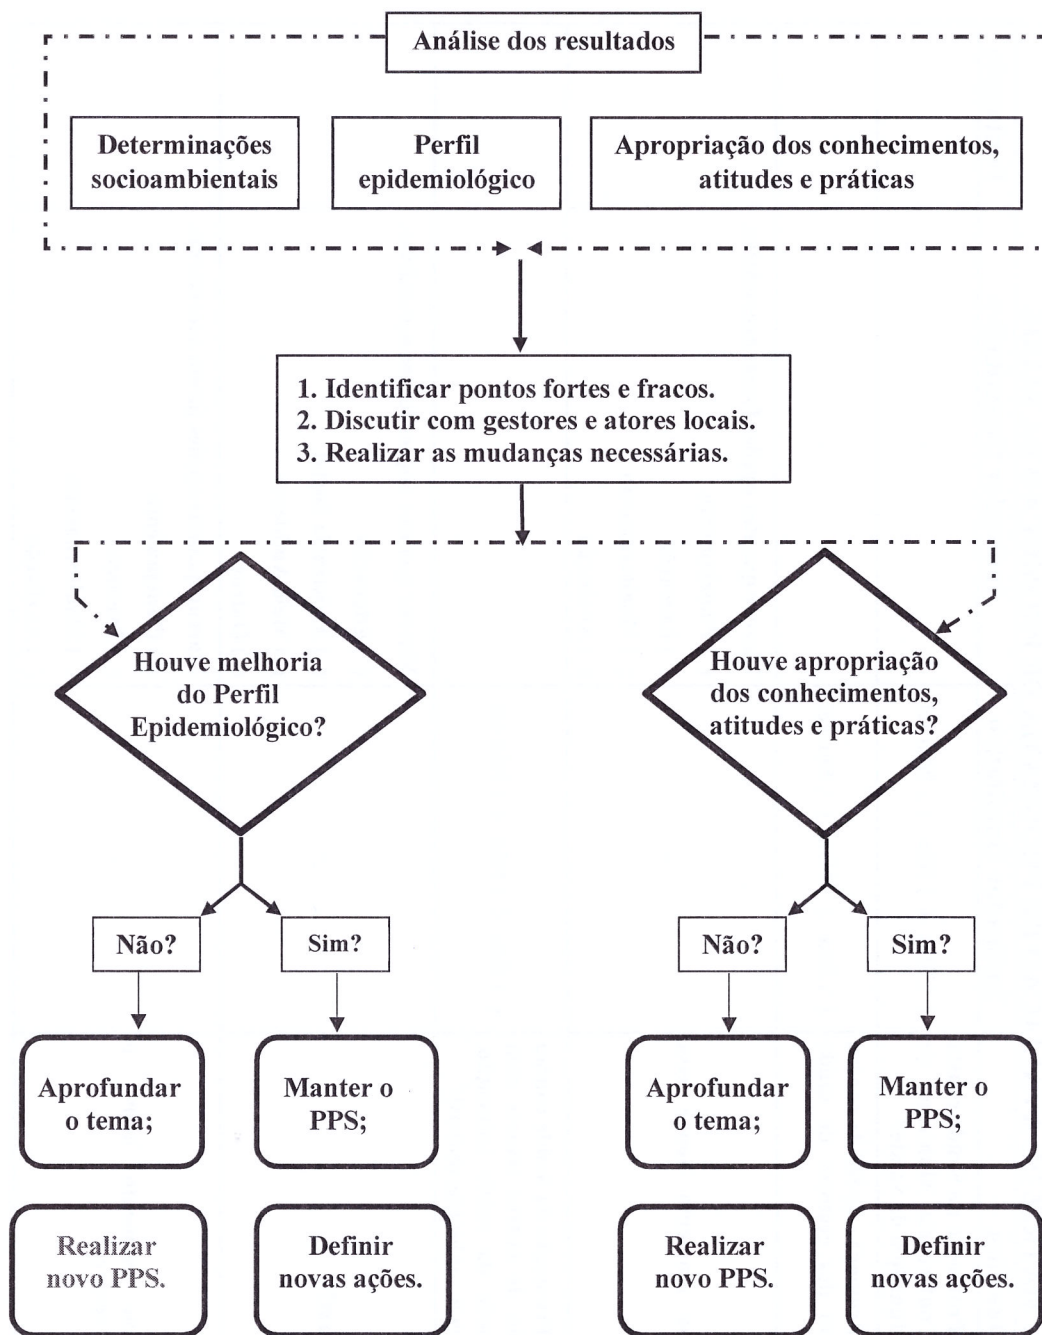 Análise dos resultados
Determinações
socioambientais
Perfil
epidemiológico
Apropriação dos conhecimentos,
atitudes e práticas
1. Identificar pontos fortes e fracos.
2. Discutir com gestores e atores locais.
3. Realizar as mudanças necessárias.
Houve melhoria
do Perfil
Epidemiológico?
Houve apropriação
dos conhecimentos,
atitudes e práticas?
Não?
Sim?
Não?
Sim?
Aprofundar
o tema;
Manter o
PPS;
Aprofundar
o tema;
Manter o
PPS;
Realizar
novo PPS.
Definir
novas ações.
Realizar
novo PPS.
Definir
novas ações.